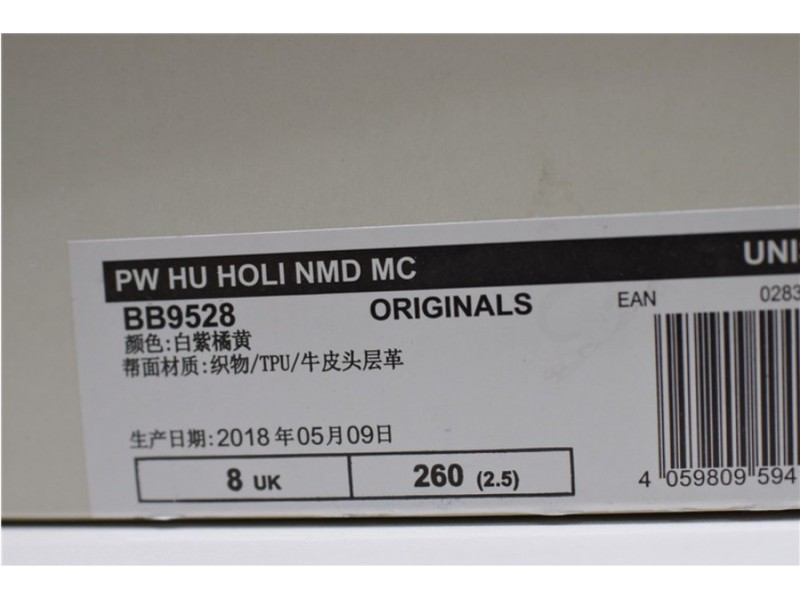 PW HU HOLI NMD MC UNIS
BB9528 ORIGINALS EAN 0283
颜色:白紫橘黄
帮面材质:织物/TPU/牛皮头层革
生产日期:2018年05月09日
8 UK 260 (2.5)
4 059809 594